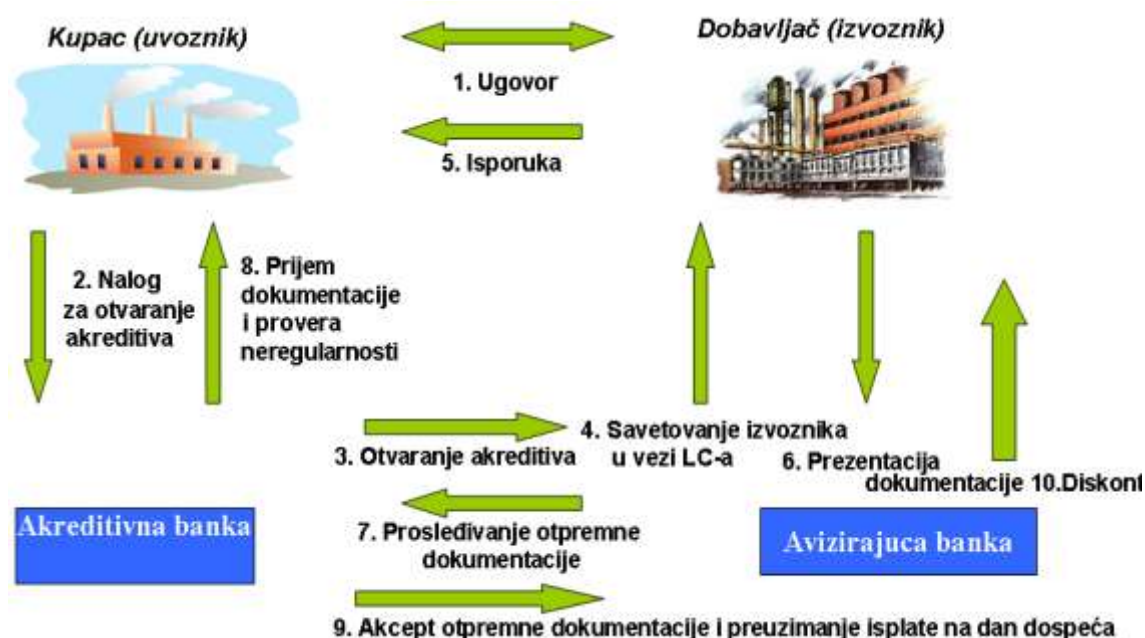 Kupac (uvoznik)
Dobavljač (izvoznik)
1. Ugovor
5. Isporuka
2. Nalog
za otvaranje
akreditiva
8. Prijem
dokumentacije
i provera
neregularnosti
3. Otvaranje akreditiva
4. Savetovanje izvoznika
u vezi LC-a
6. Prezentacija
dokumentacije
10.Diskont
7. Prosleđivanje otpremne
dokumentacije
Akreditivna banka
Avizirajuca banka
9. Akcept otpremne dokumentacije i preuzimanje isplate na dan dospeća